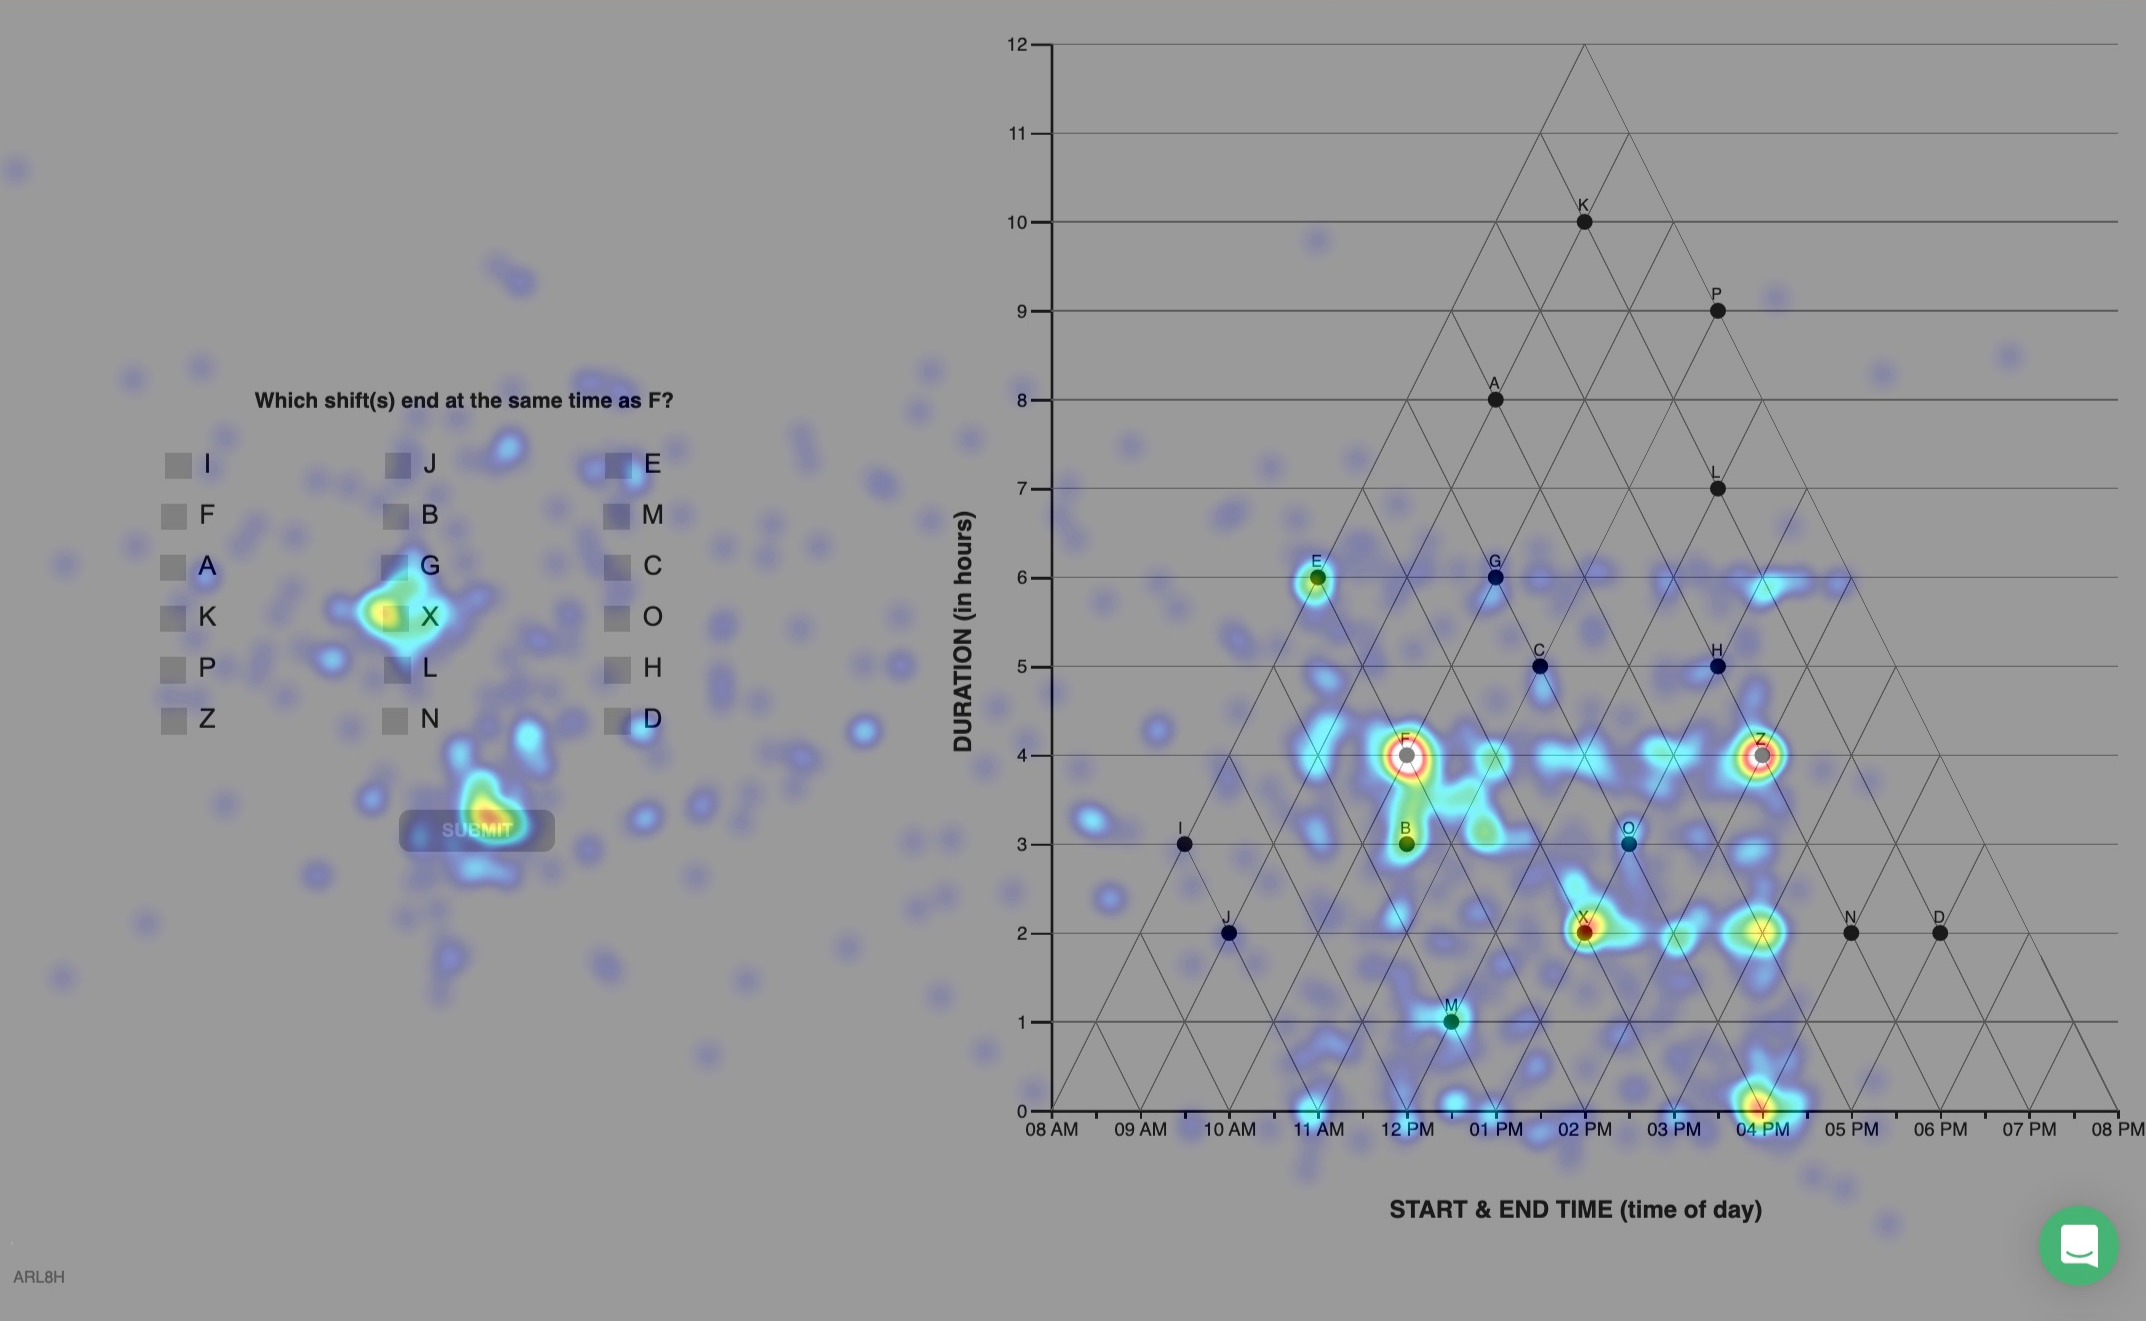 Which shift(s) end at the same time as F?
I J E
F B M
A G C
K X O
P L H
Z N D
SUBMIT
ARL8H
DURATION (in hours)
12
11
10
9
8
7
6
5
4
3
2
1
0
K
P
A
L
E G
C H
F Z
I B O
J X N D
M
08 AM 09 AM 10 AM 11 AM 12 PM 01 PM 02 PM 03 PM 04 PM 05 PM 06 PM 07 PM 08 PM
START & END TIME (time of day)